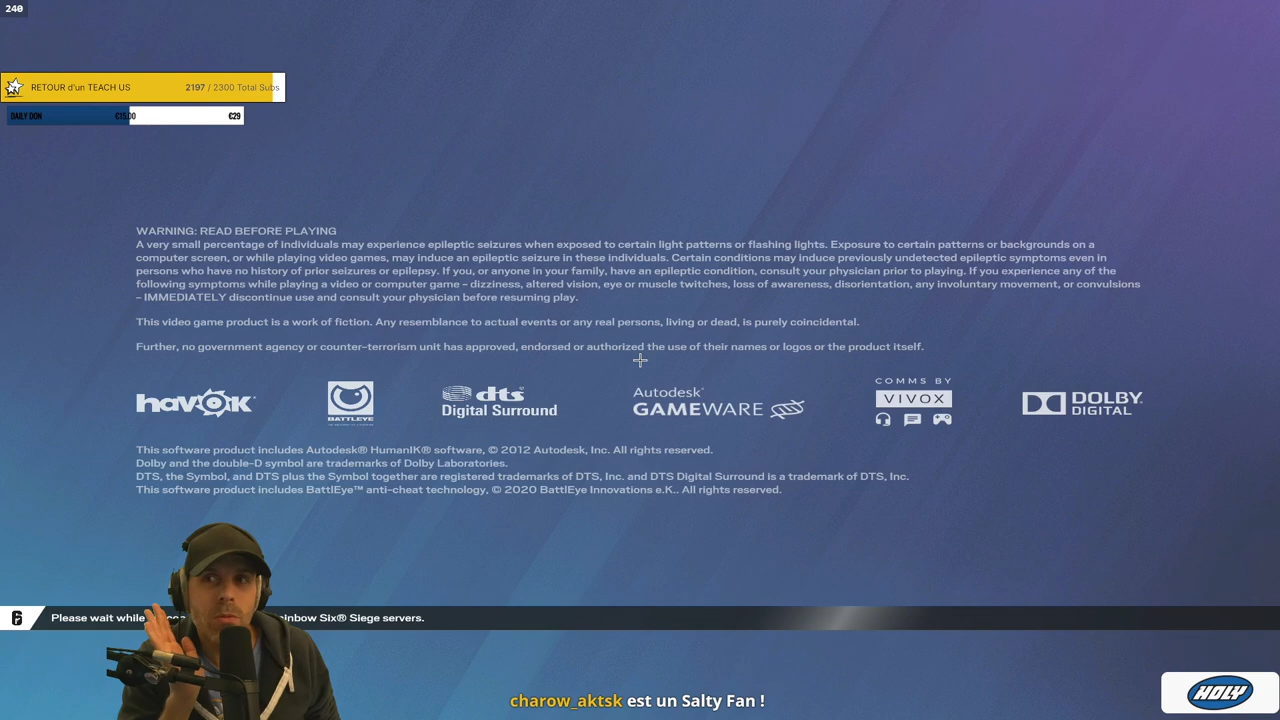 240
RETOUR d'un TEACH US 2197 / 2300 Total Subs
DAILY DON €15.00 €29
WARNING: READ BEFORE PLAYING
A very small percentage of individuals may experience epileptic seizures when exposed to certain light patterns or flashing lights. Exposure to certain patterns or backgrounds on a
computer screen, or while playing video games, may induce an epileptic seizure in these individuals. Certain conditions may induce previously undetected epileptic symptoms even in
persons who have no history of prior seizures or epilepsy. If you, or anyone in your family, have an epileptic condition, consult your physician prior to playing. If you experience any of the
following symptoms while playing a video or computer game – dizziness, altered vision, eye or muscle twitches, loss of awareness, disorientation, any involuntary movement, or convulsions
– IMMEDIATELY discontinue use and consult your physician before resuming play.
This video game product is a work of fiction. Any resemblance to actual events or any real persons, living or dead, is purely coincidental.
Further, no government agency or counter-terrorism unit has approved, endorsed or authorized the use of their names or logos or the product itself.
havok
BATTLEYE
dts
Digital Surround
Autodesk®
GAMEWARE
COMMS BY
VIVOX
DOLBY
DIGITAL
This software product includes Autodesk® HumanIK® software, © 2012 Autodesk, Inc. All rights reserved.
Dolby and the double-D symbol are trademarks of Dolby Laboratories.
DTS, the Symbol, and DTS plus the Symbol together are registered trademarks of DTS, Inc. and DTS Digital Surround is a trademark of DTS, Inc.
This software product includes BattlEye™ anti-cheat technology, © 2020 BattlEye Innovations e.K.. All rights reserved.
6 Please wait while Six® Siege servers.
charow_aktsk est un Salty Fan !
HOLY